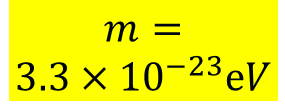 m =
3.3 × 10⁻²³eV